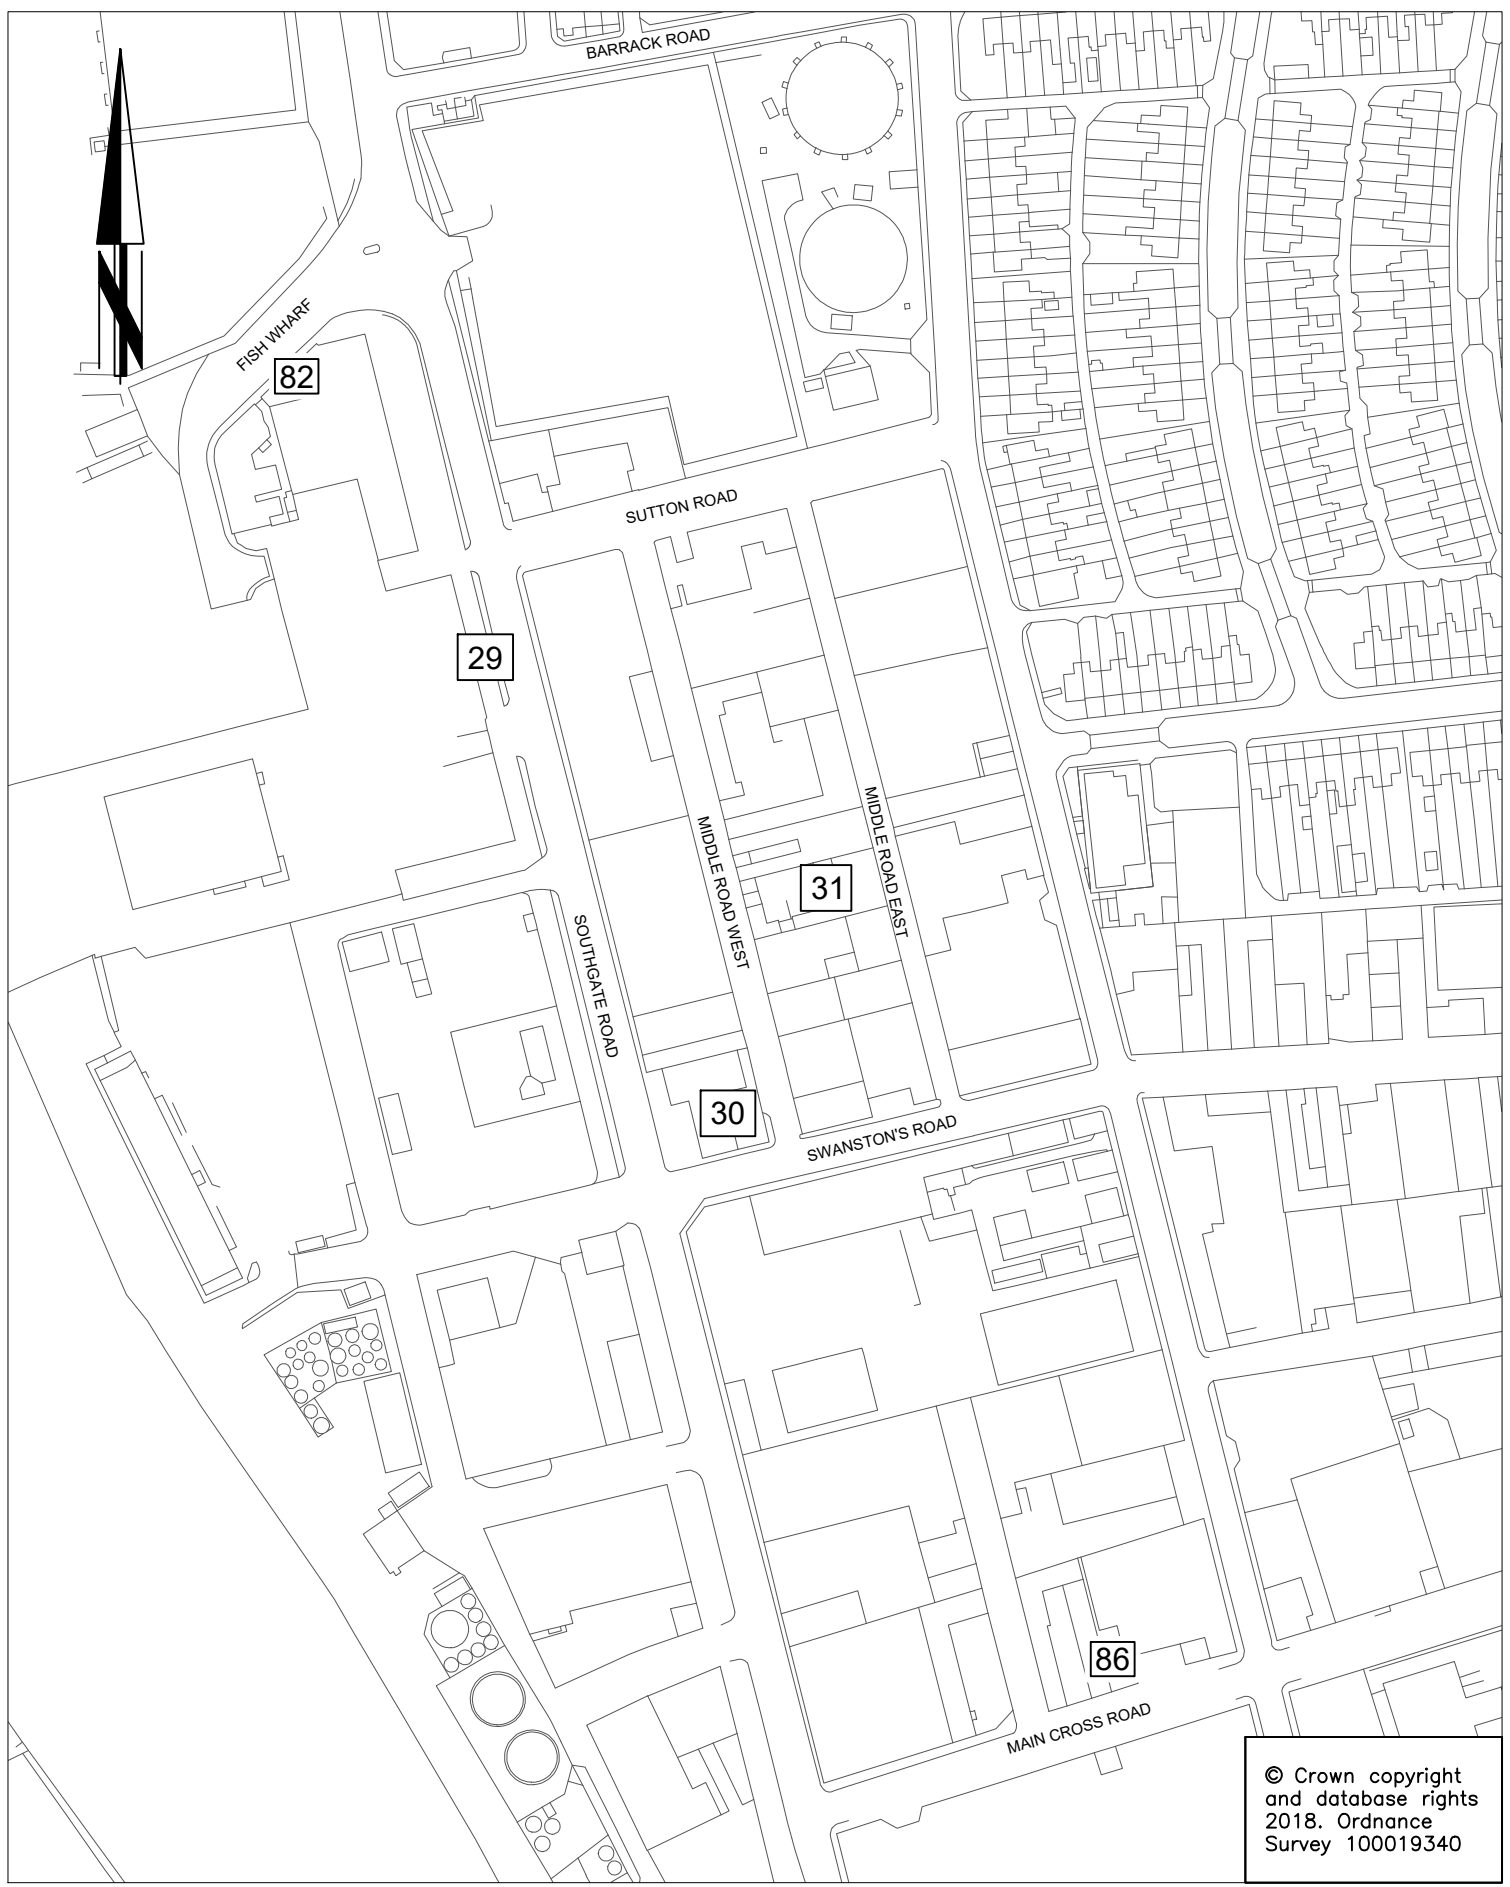 BARRACK ROAD
N
FISH WHARF
82
SUTTON ROAD
29
MIDDLE ROAD WEST
MIDDLE ROAD EAST
31
SOUTHGATE ROAD
30
SWANSTON'S ROAD
86
MAIN CROSS ROAD
© Crown copyright
and database rights
2018. Ordnance
Survey 100019340